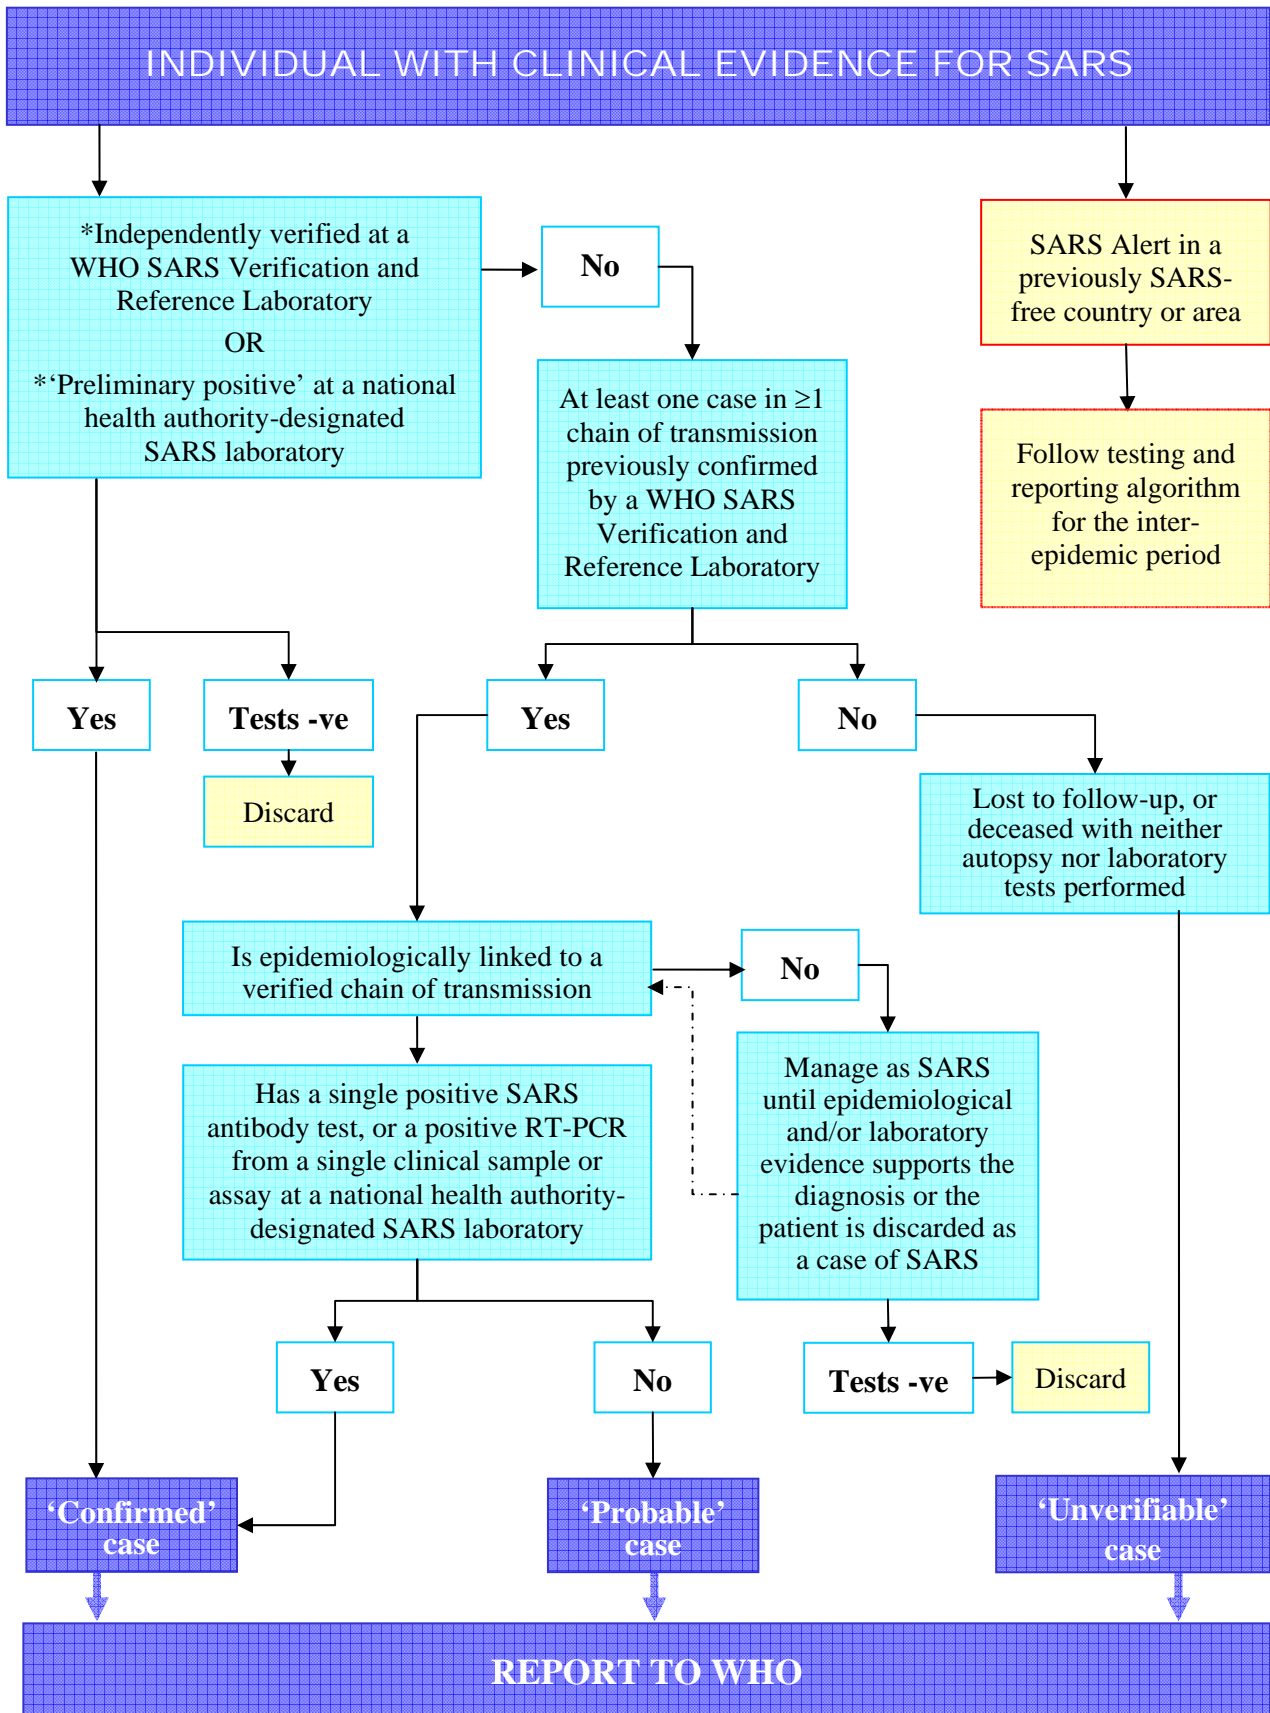 INDIVIDUAL WITH CLINICAL EVIDENCE FOR SARS
*Independently verified at a
WHO SARS Verification and
Reference Laboratory
OR
*‘Preliminary positive’ at a national
health authority-designated
SARS laboratory
No
SARS Alert in a
previously SARS-
free country or area
At least one case in ≥1
chain of transmission
previously confirmed
by a WHO SARS
Verification and
Reference Laboratory
Follow testing and
reporting algorithm
for the inter-
epidemic period
Yes
Tests -ve
Yes
No
Discard
Lost to follow-up, or
deceased with neither
autopsy nor laboratory
tests performed
Is epidemiologically linked to a
verified chain of transmission
No
Has a single positive SARS
antibody test, or a positive RT-PCR
from a single clinical sample or
assay at a national health authority-
designated SARS laboratory
Manage as SARS
until epidemiological
and/or laboratory
evidence supports the
diagnosis or the
patient is discarded as
a case of SARS
Yes
No
Tests -ve
Discard
‘Confirmed’
case
‘Probable’
case
‘Unverifiable’
case
REPORT TO WHO